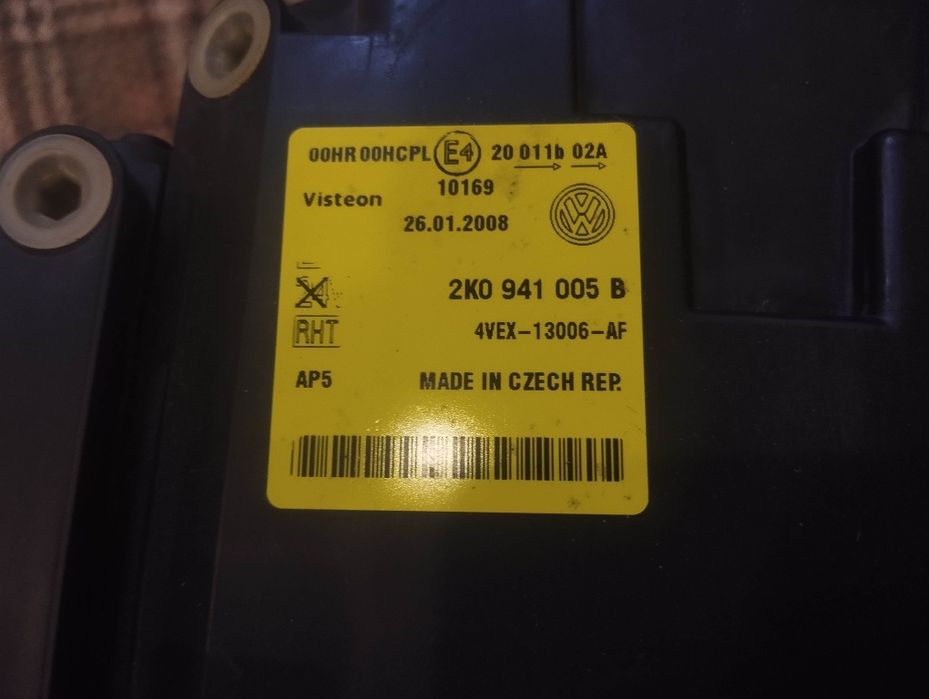 00HR 00HCPL E4 20 011b 02A
10169
Visteon
26.01.2008
2K0 941 005 B
RHT
4VEX-13006-AF
AP5 MADE IN CZECH REP.